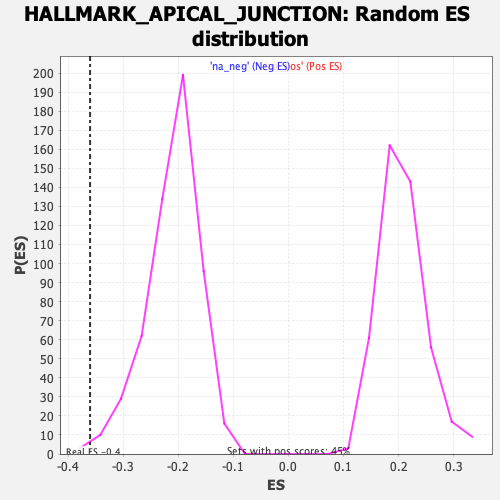 HALLMARK_APICAL_JUNCTION: Random ES
distribution
'na_neg' (Neg ES)os' (Pos ES)
200
190
180
170
160
150
140
130
120
110
100
90
80
70
60
50
40
30
20
10
0
P(ES)
Real ES -0.4
Sets with pos scores: 45%
-0.4 -0.3 -0.2 -0.1 0.0 0.1 0.2 0.3
ES